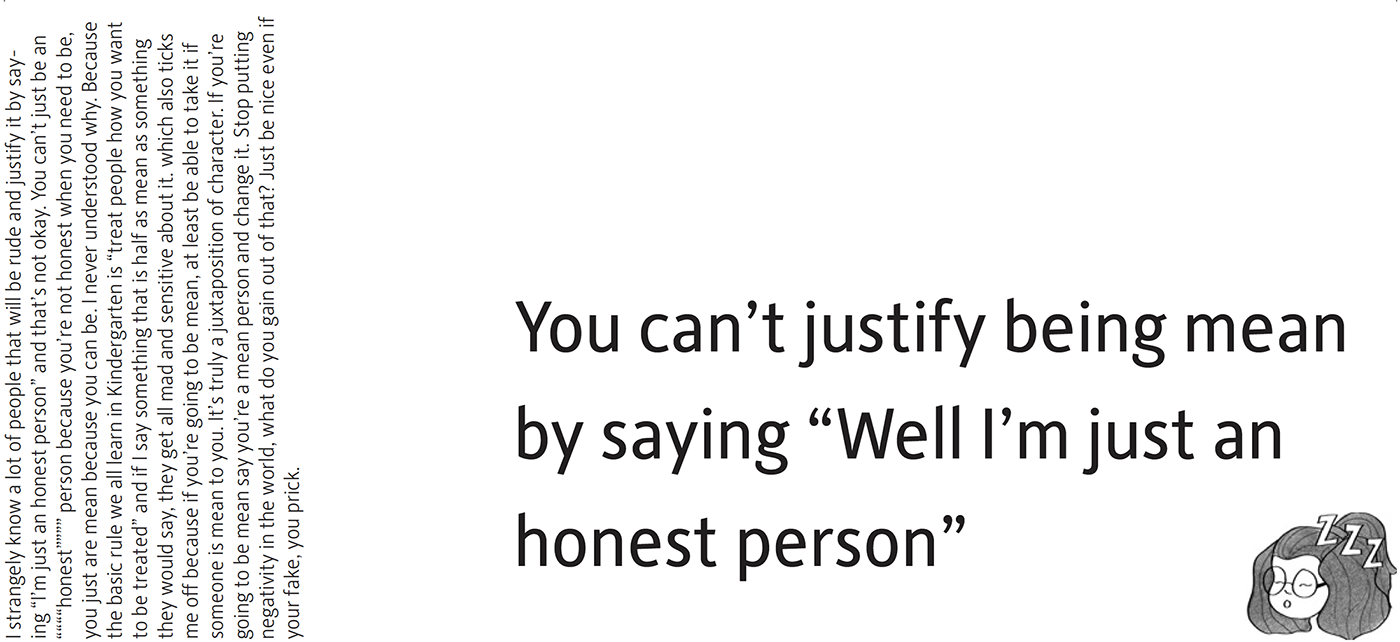 I strangely know a lot of people that will be rude and justify it by say-
ing “I’m just an honest person” and that’s not okay. You can’t just be an
““““honest”””” person because you’re not honest when you need to be,
you just are mean because you can be. I never understood why. Because
the basic rule we all learn in Kindergarten is “treat people how you want
to be treated” and if I say something that is half as mean as something
they would say, they get all mad and sensitive about it. which also ticks
me off because if you’re going to be mean, at least be able to take it if
someone is mean to you. It’s truly a juxtaposition of character. If you’re
going to be mean say you’re a mean person and change it. Stop putting
negativity in the world, what do you gain out of that? Just be nice even if
your fake, you prick.
You can’t justify being mean
by saying “Well I’m just an
honest person”
Z Z Z